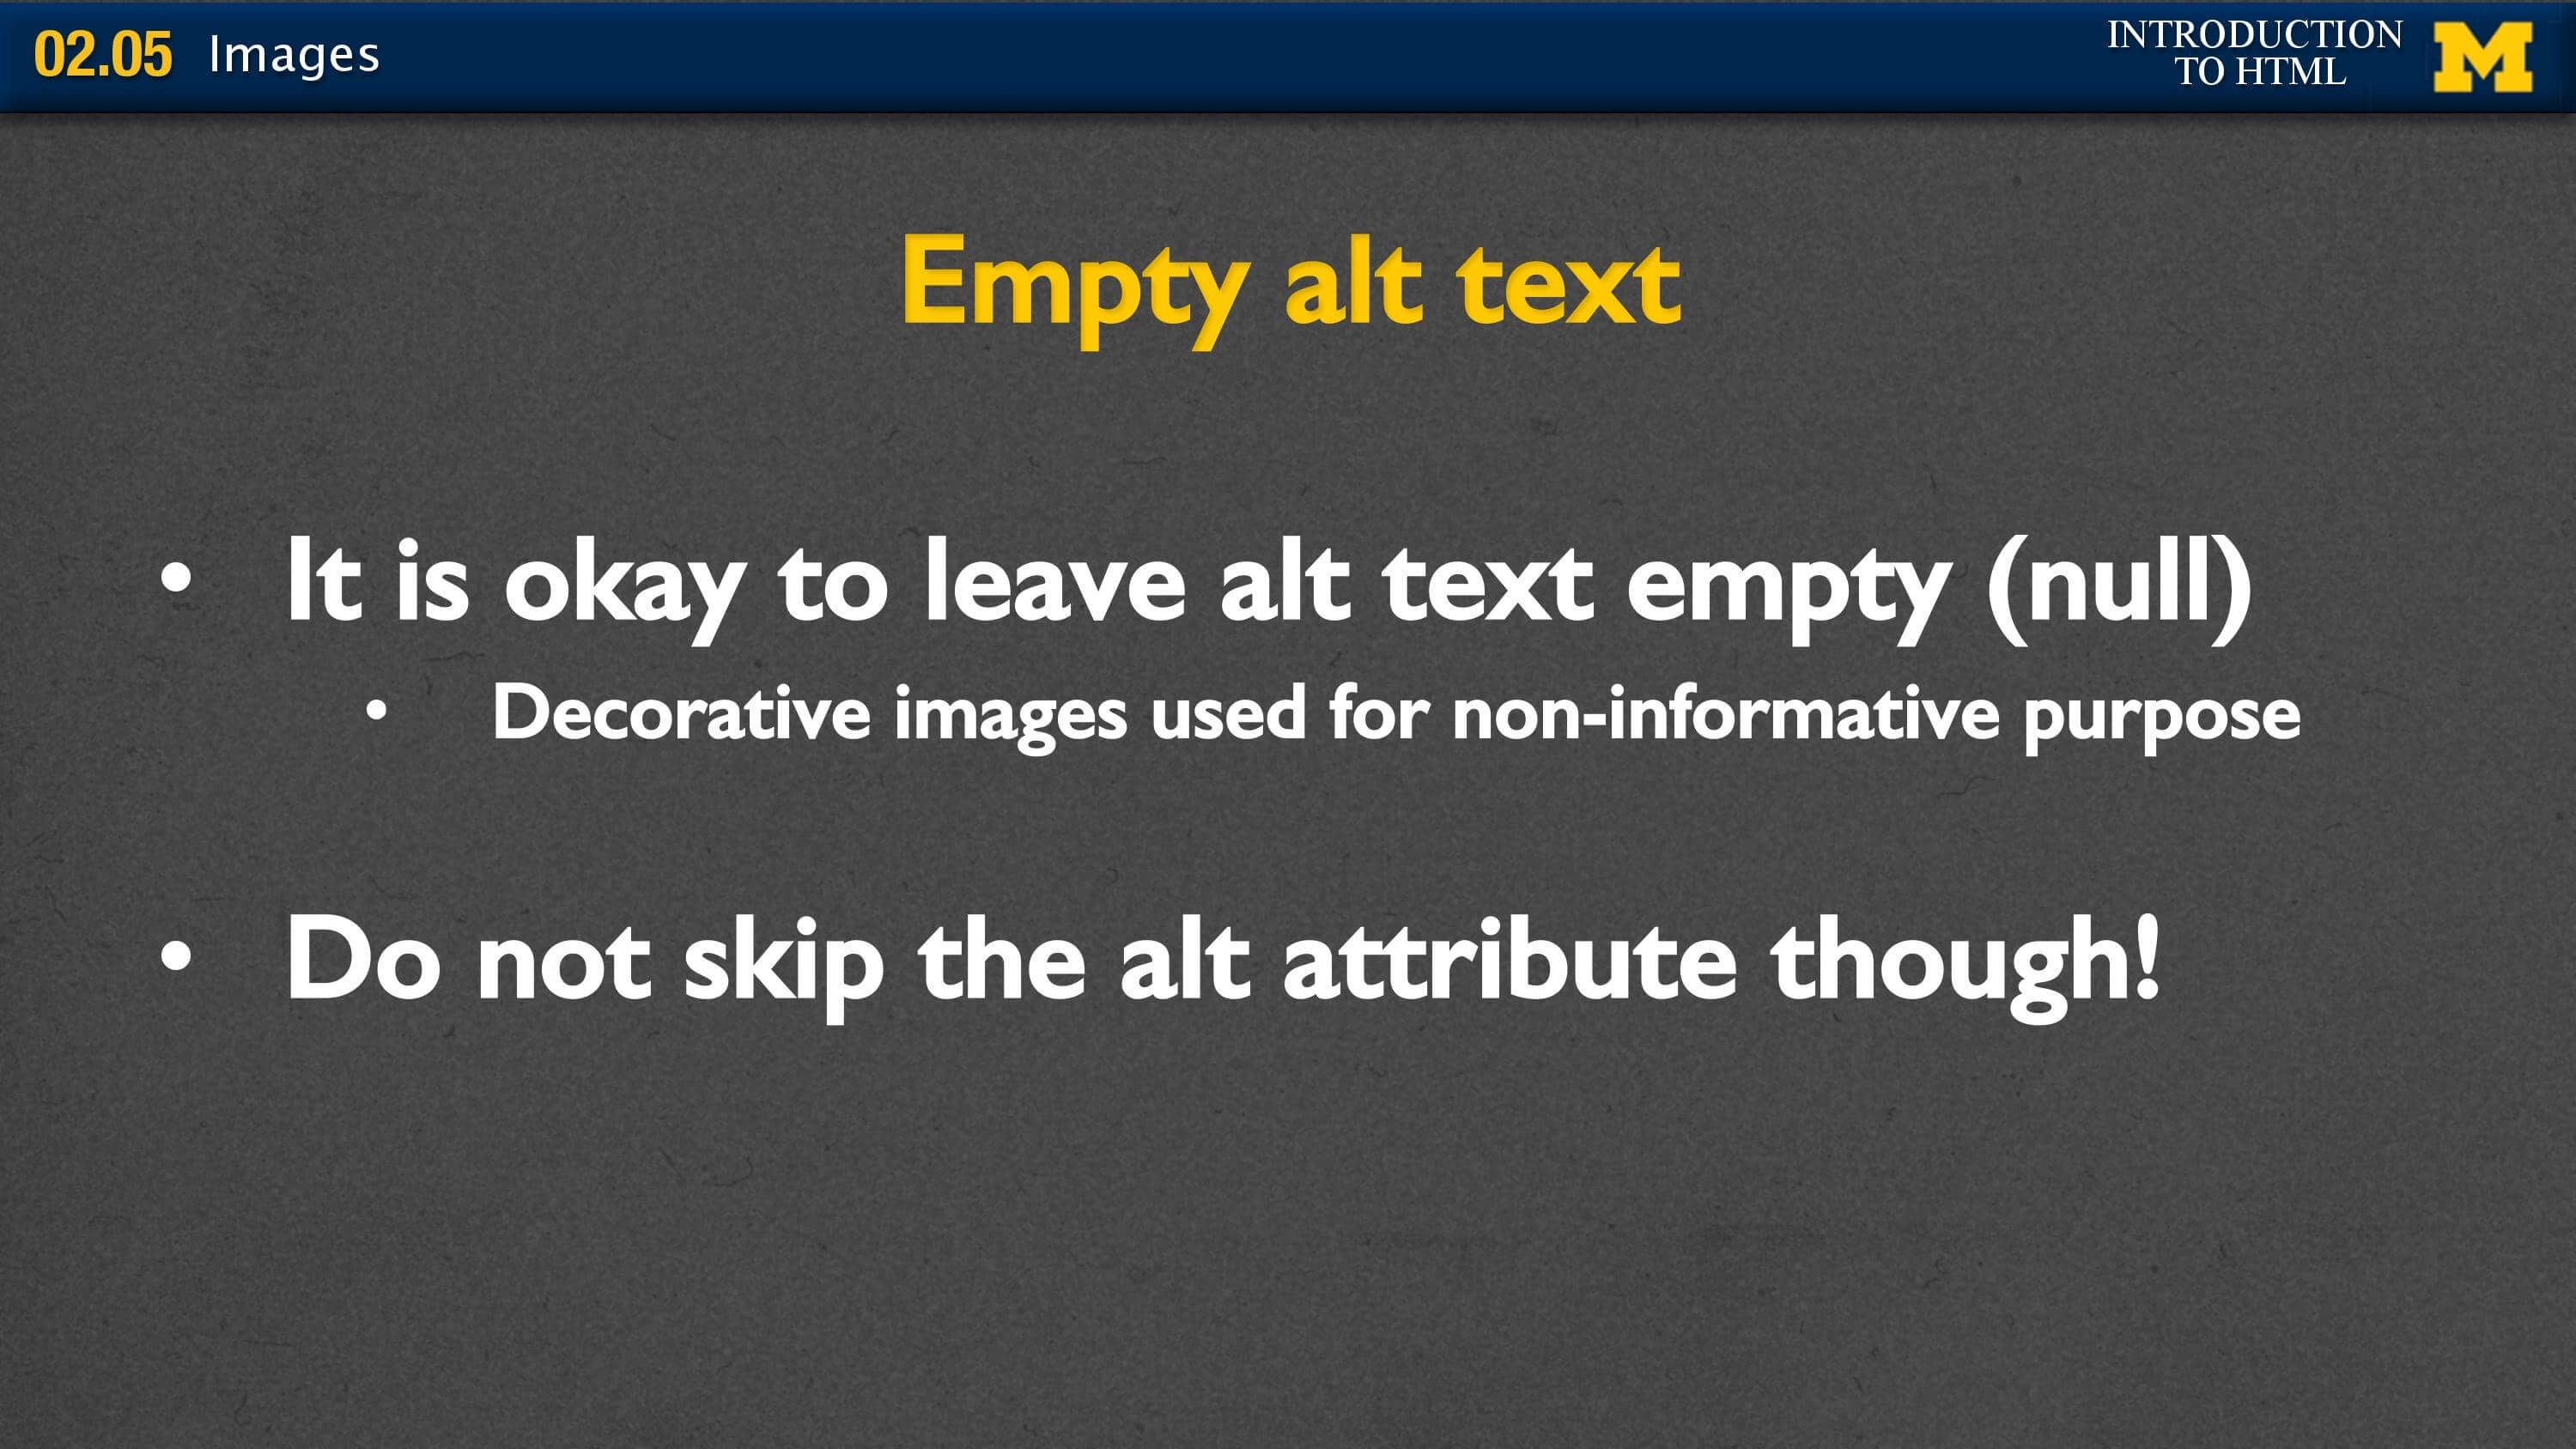 02.05 Images
INTRODUCTION
TO HTML
M
Empty alt text
• It is okay to leave alt text empty (null)
• Decorative images used for non-informative purpose
• Do not skip the alt attribute though!